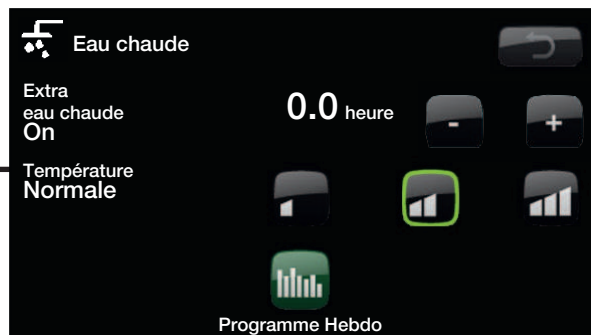 Eau chaude
Extra
eau chaude
On
0.0 heure
-
+
Température
Normale
Programme Hebdo